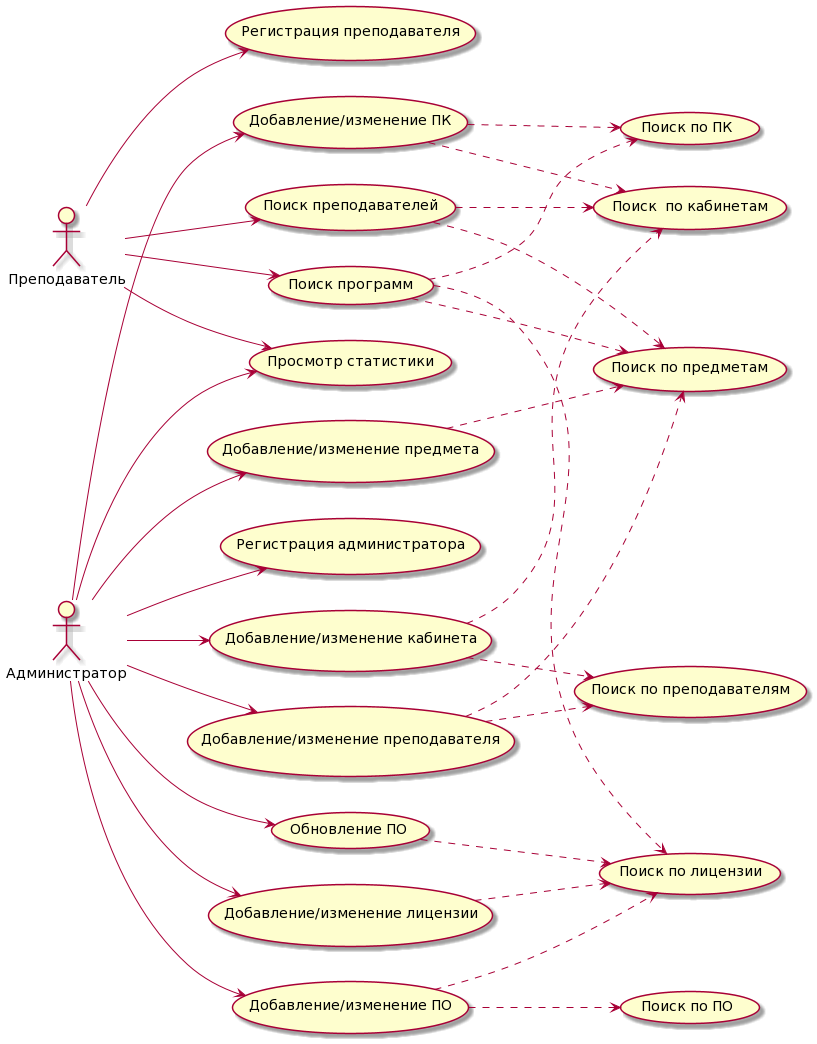 Регистрация преподавателя
Добавление/изменение ПК
Поиск по ПК
Поиск преподавателей
Поиск  по кабинетам
Преподаватель
Поиск программ
Просмотр статистики
Поиск по предметам
Добавление/изменение предмета
Регистрация администратора
Добавление/изменение кабинета
Администратор
Поиск по преподавателям
Добавление/изменение преподавателя
Обновление ПО
Поиск по лицензии
Добавление/изменение лицензии
Добавление/изменение ПО
Поиск по ПО